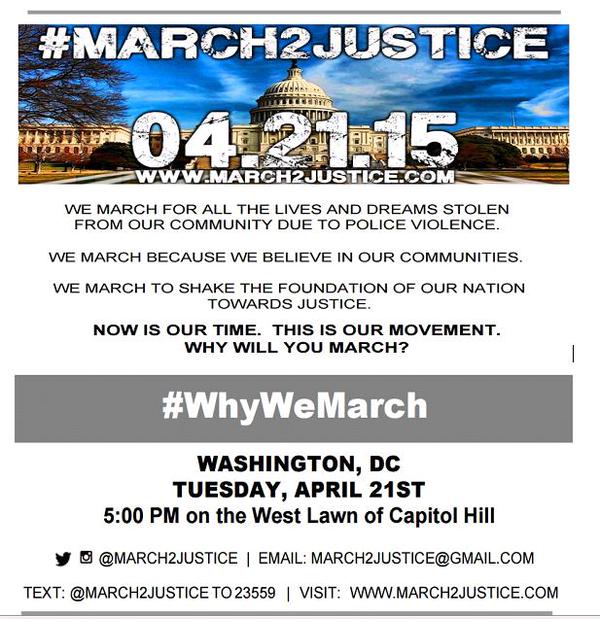 #MARCH2JUSTICE
04.21.15
WWW.MARCH2JUSTICE.COM
WE MARCH FOR ALL THE LIVES AND DREAMS STOLEN
FROM OUR COMMUNITY DUE TO POLICE VIOLENCE.
WE MARCH BECAUSE WE BELIEVE IN OUR COMMUNITIES.
WE MARCH TO SHAKE THE FOUNDATION OF OUR NATION
TOWARDS JUSTICE.
NOW IS OUR TIME. THIS IS OUR MOVEMENT.
WHY WILL YOU MARCH?
#WhyWeMarch
WASHINGTON, DC
TUESDAY, APRIL 21ST
5:00 PM on the West Lawn of Capitol Hill
@MARCH2JUSTICE | EMAIL: MARCH2JUSTICE@GMAIL.COM
TEXT: @MARCH2JUSTICE TO 23559 | VISIT: WWW.MARCH2JUSTICE.COM